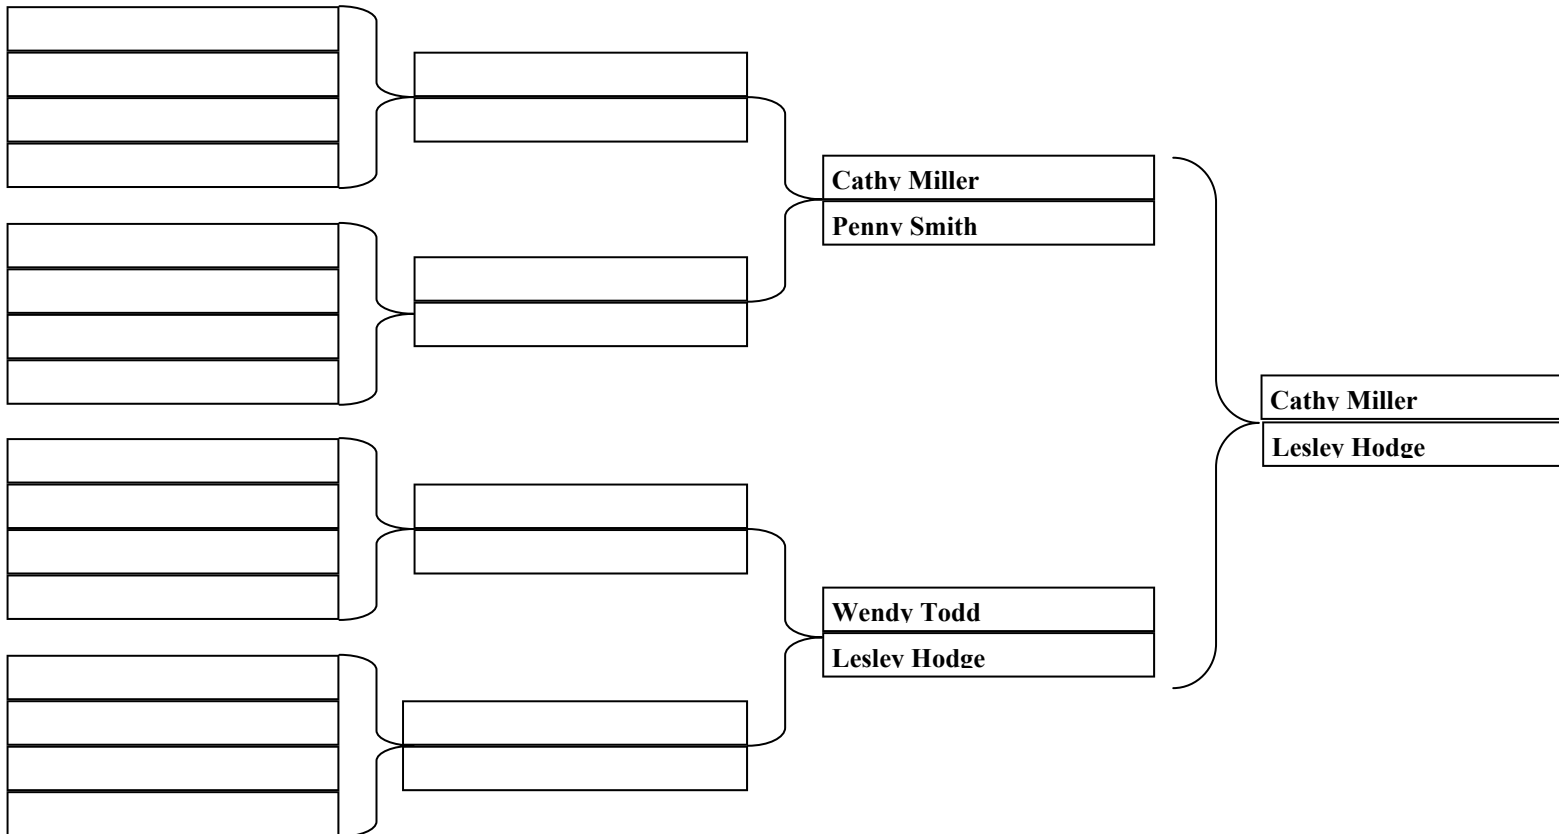 Cathy Miller
Penny Smith
Cathy Miller
Lesley Hodge
Wendy Todd
Lesley Hodge